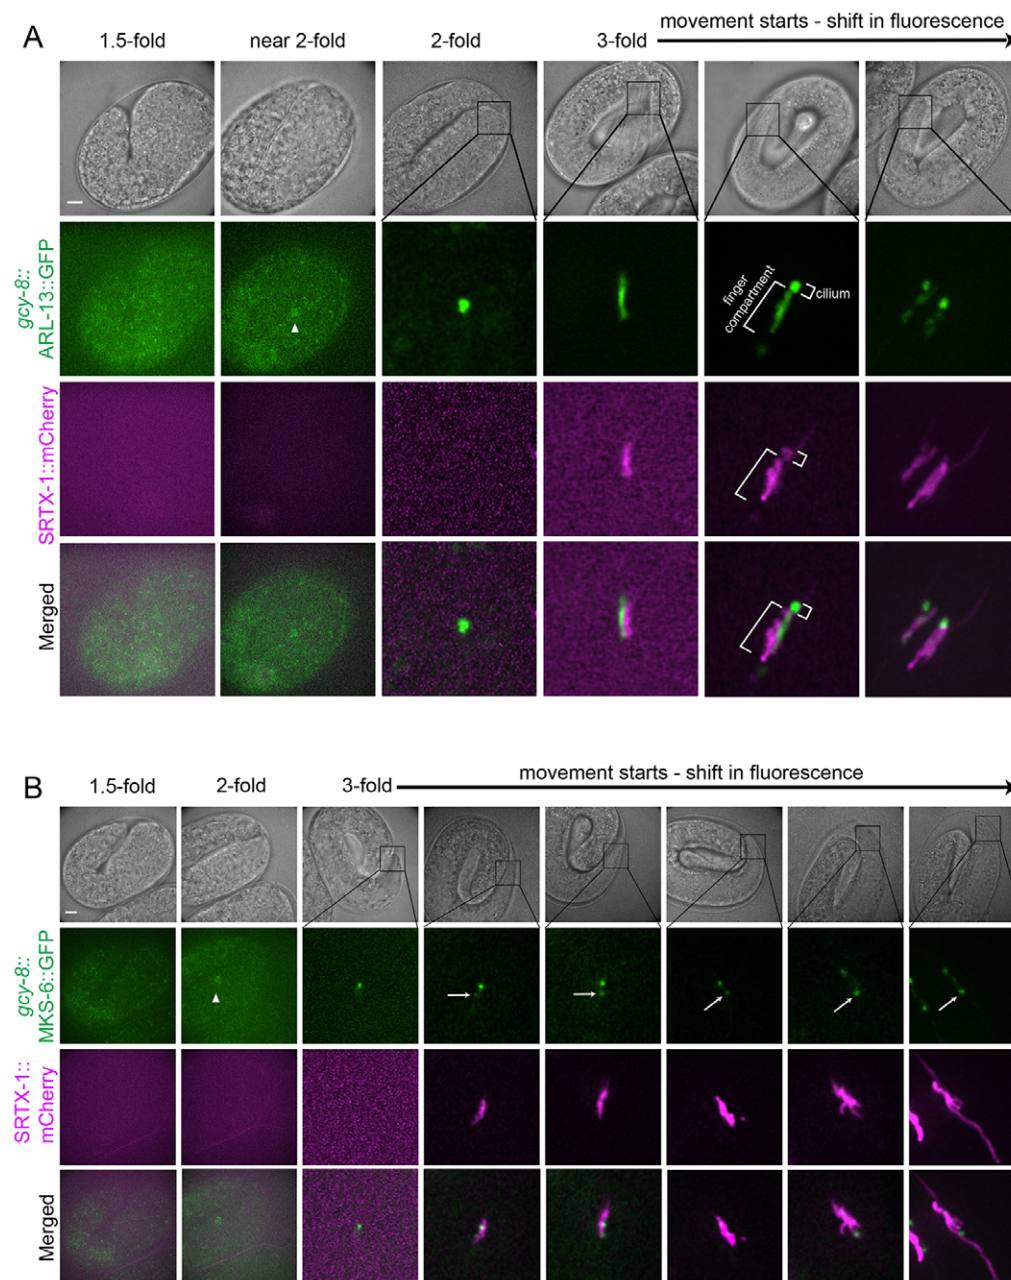 A
movement starts - shift in fluorescence
1.5-fold
near 2-fold
2-fold
3-fold
gcy-8::
ARL-13::GFP
finger
compartment
cilium
SRTX-1::mCherry
Merged
B
movement starts - shift in fluorescence
1.5-fold
2-fold
3-fold
gcy-8::
MKS-6::GFP
SRTX-1::
mCherry
Merged